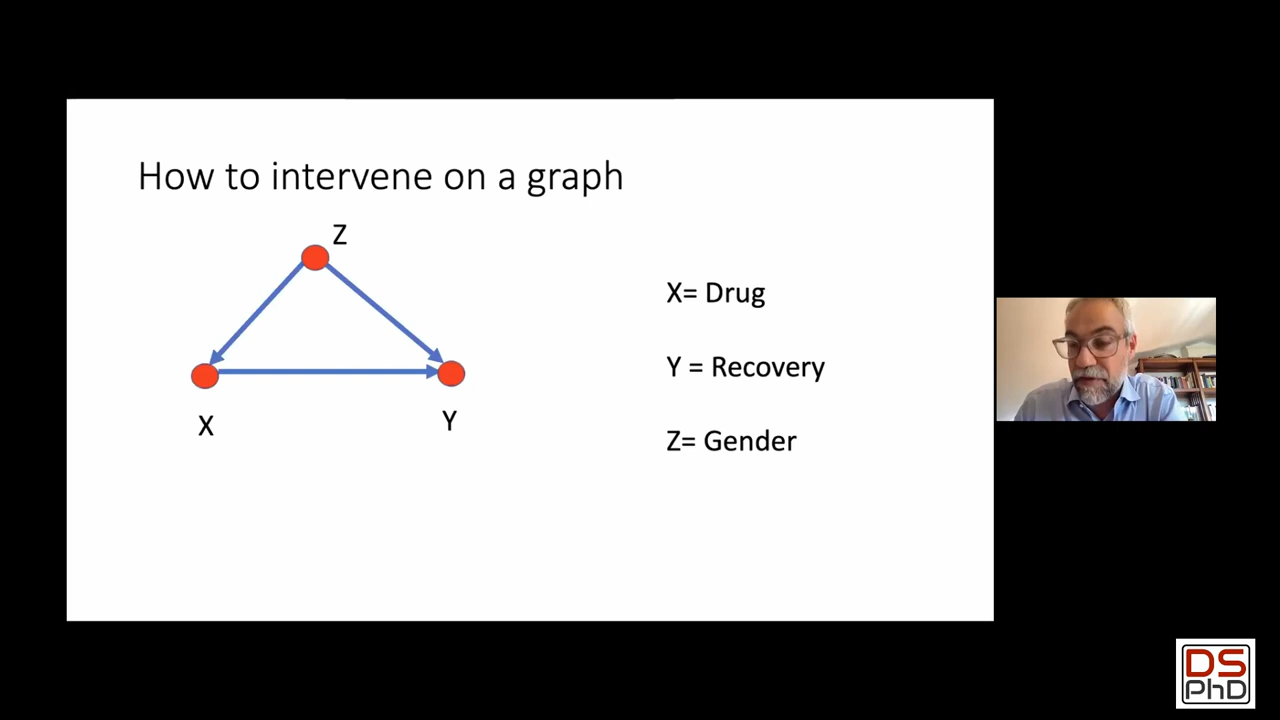 How to intervene on a graph
Z
X
Y
X= Drug
Y = Recovery
Z= Gender
DS
PhD